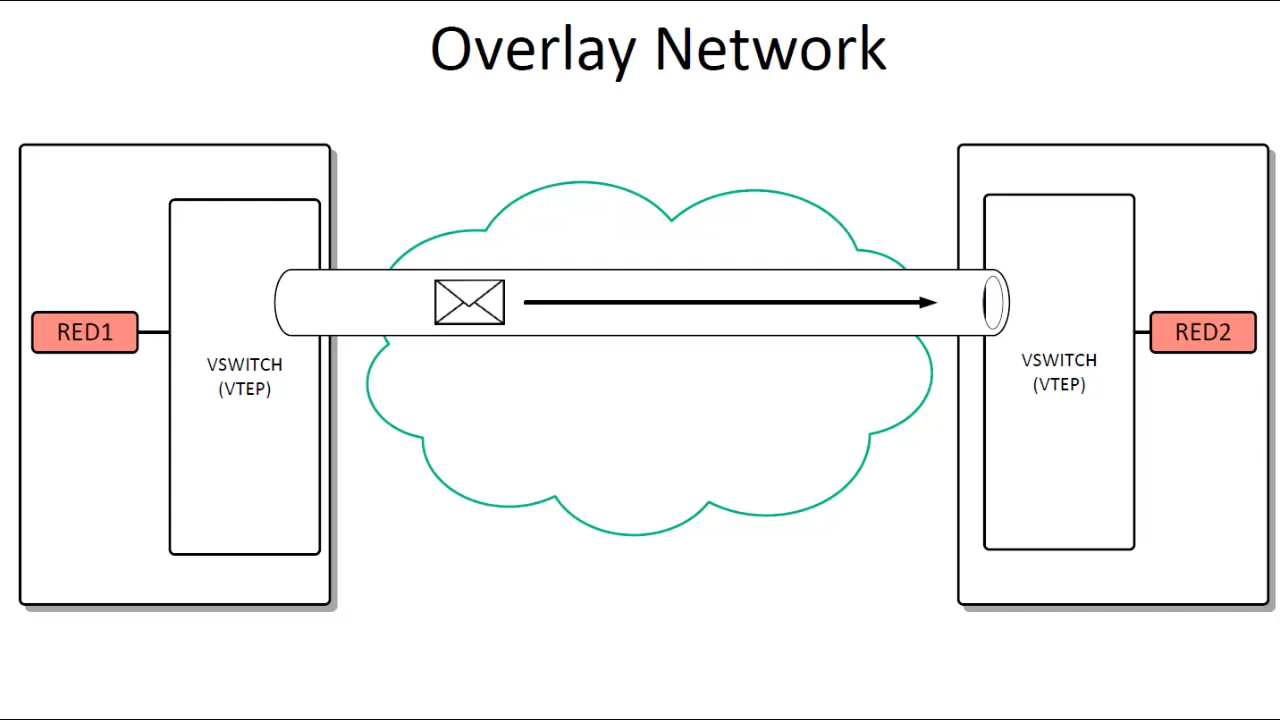 Overlay Network
RED1
VSWITCH
(VTEP)
VSWITCH
(VTEP)
RED2